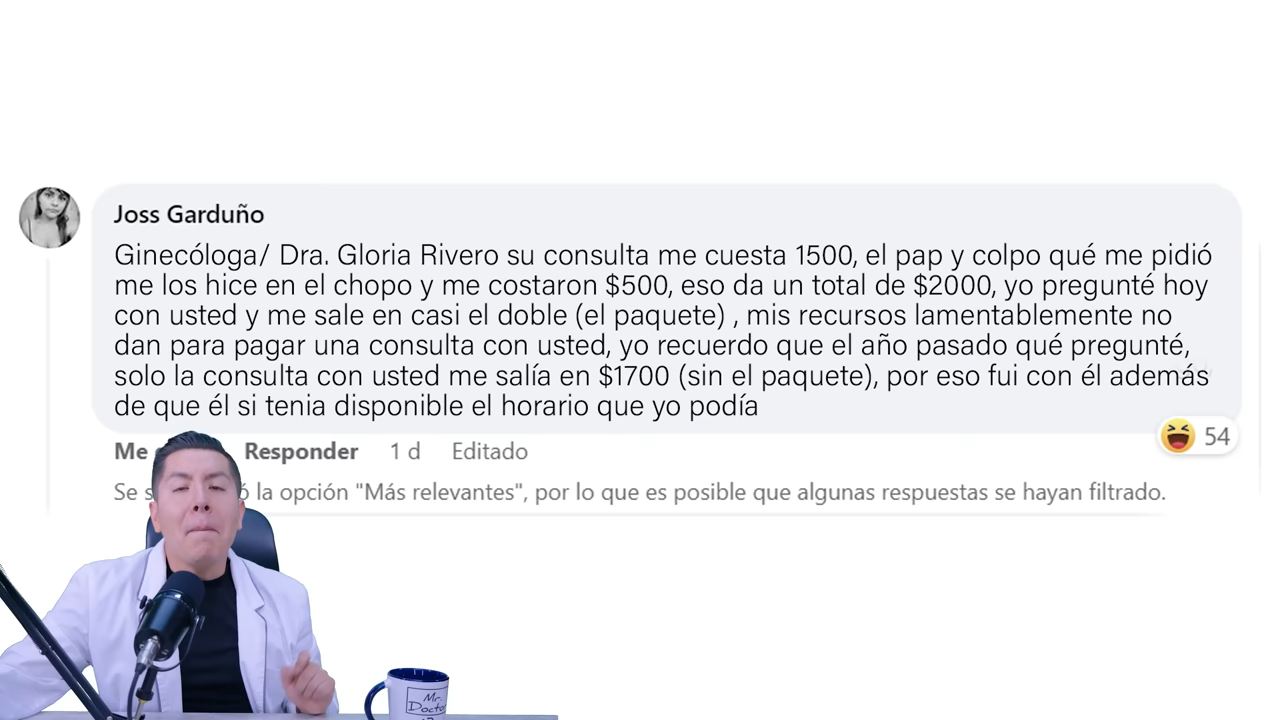 Joss Garduño
Ginecóloga/ Dra. Gloria Rivero su consulta me cuesta 1500, el pap y colpo qué me pidió
me los hice en el chopo y me costaron $500, eso da un total de $2000, yo pregunté hoy
con usted y me sale en casi el doble (el paquete) , mis recursos lamentablemente no
dan para pagar una consulta con usted, yo recuerdo que el año pasado qué pregunté,
solo la consulta con usted me salía en $1700 (sin el paquete), por eso fui con él además
de que él si tenia disponible el horario que yo podía
54
Me Responder 1 d Editado
Se la opción "Más relevantes", por lo que es posible que algunas respuestas se hayan filtrado.
Mr.
Doctor